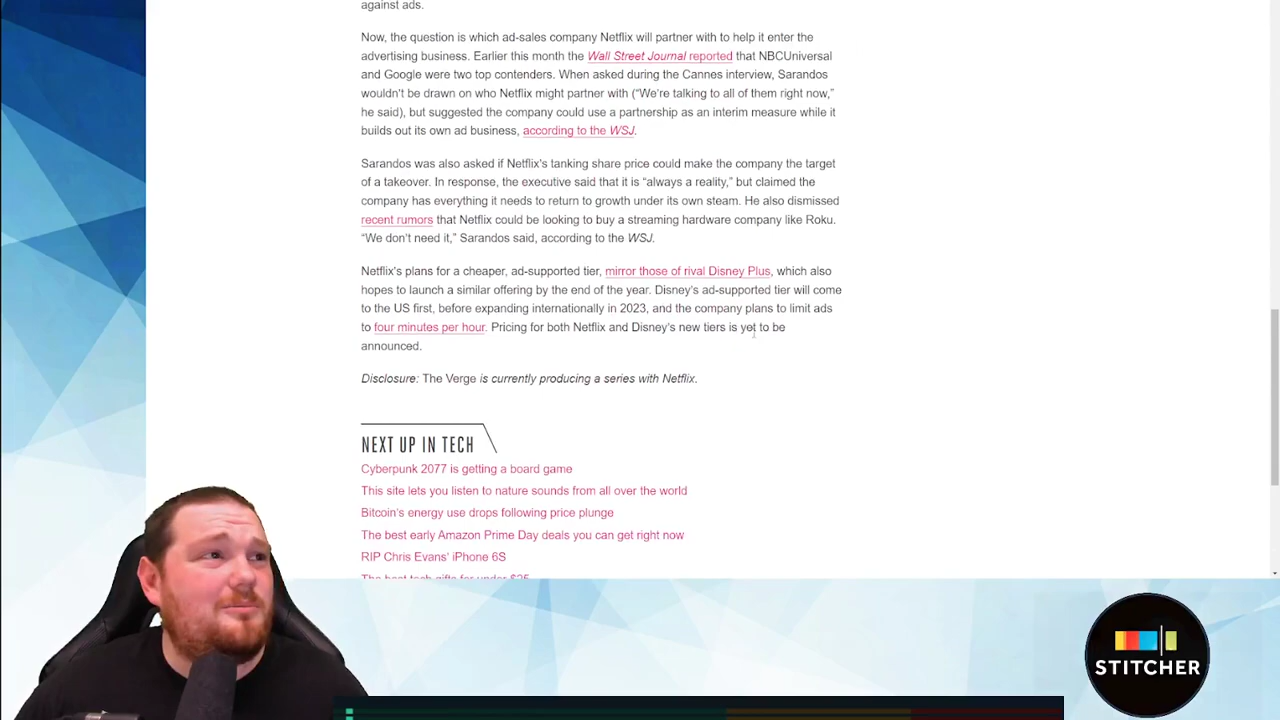 against ads.
Now, the question is which ad-sales company Netflix will partner with to help it enter the
advertising business. Earlier this month the Wall Street Journal reported that NBCUniversal
and Google were two top contenders. When asked during the Cannes interview, Sarandos
wouldn't be drawn on who Netflix might partner with (“We're talking to all of them right now,”
he said), but suggested the company could use a partnership as an interim measure while it
builds out its own ad business, according to the WSJ.
Sarandos was also asked if Netflix's tanking share price could make the company the target
of a takeover. In response, the executive said that it is “always a reality,” but claimed the
company has everything it needs to return to growth under its own steam. He also dismissed
recent rumors that Netflix could be looking to buy a streaming hardware company like Roku.
“We don't need it,” Sarandos said, according to the WSJ.
Netflix's plans for a cheaper, ad-supported tier, mirror those of rival Disney Plus, which also
hopes to launch a similar offering by the end of the year. Disney's ad-supported tier will come
to the US first, before expanding internationally in 2023, and the company plans to limit ads
to four minutes per hour. Pricing for both Netflix and Disney's new tiers is yet to be
announced.
Disclosure: The Verge is currently producing a series with Netflix.
NEXT UP IN TECH
Cyberpunk 2077 is getting a board game
This site lets you listen to nature sounds from all over the world
Bitcoin's energy use drops following price plunge
The best early Amazon Prime Day deals you can get right now
RIP Chris Evans' iPhone 6S
The best tech gifts for under $25
STITCHER